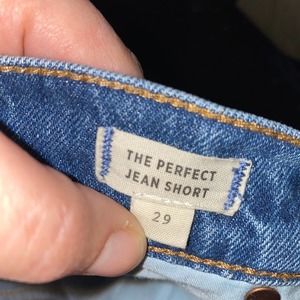 THE PERFECT
JEAN SHORT
29